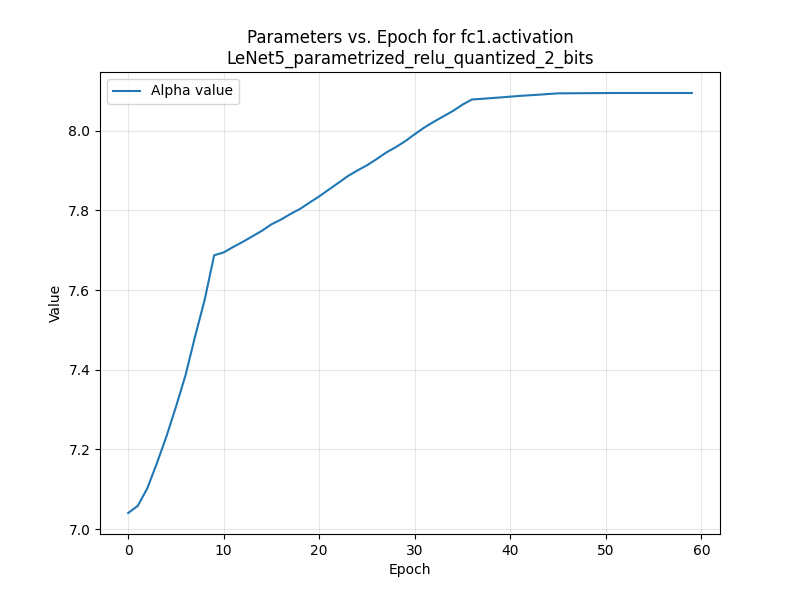 Parameters vs. Epoch for fc1.activation
LeNet5_parametrized_relu_quantized_2_bits
Alpha value
8.0
7.8
7.6
7.4
7.2
7.0
Value
0 10 20 30 40 50 60
Epoch